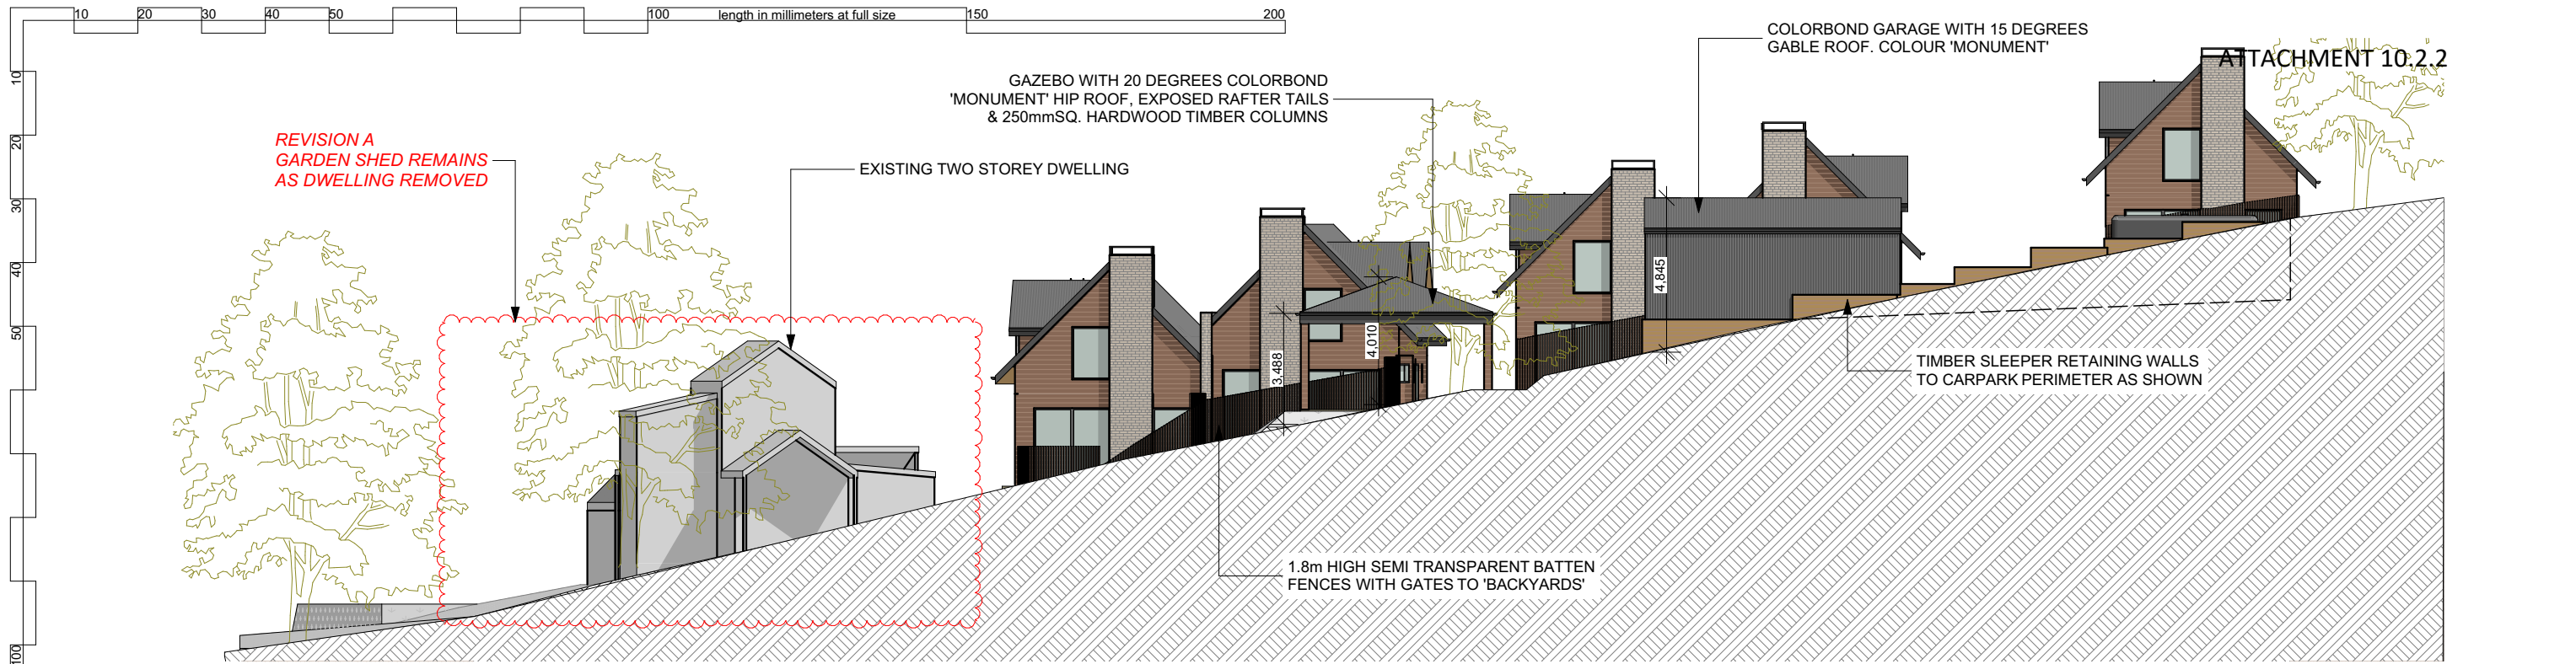 10 20 30 40 50 100 length in millimeters at full size 150 200
10
20
30
40
50
100
ATTACHMENT 10.2.2
COLORBOND GARAGE WITH 15 DEGREES
GABLE ROOF. COLOUR 'MONUMENT'
GAZEBO WITH 20 DEGREES COLORBOND
'MONUMENT' HIP ROOF, EXPOSED RAFTER TAILS
& 250mmSQ. HARDWOOD TIMBER COLUMNS
REVISION A
GARDEN SHED REMAINS
AS DWELLING REMOVED
EXISTING TWO STOREY DWELLING
4,845
4,010
3,488
TIMBER SLEEPER RETAINING WALLS
TO CARPARK PERIMETER AS SHOWN
1.8m HIGH SEMI TRANSPARENT BATTEN
FENCES WITH GATES TO 'BACKYARDS'